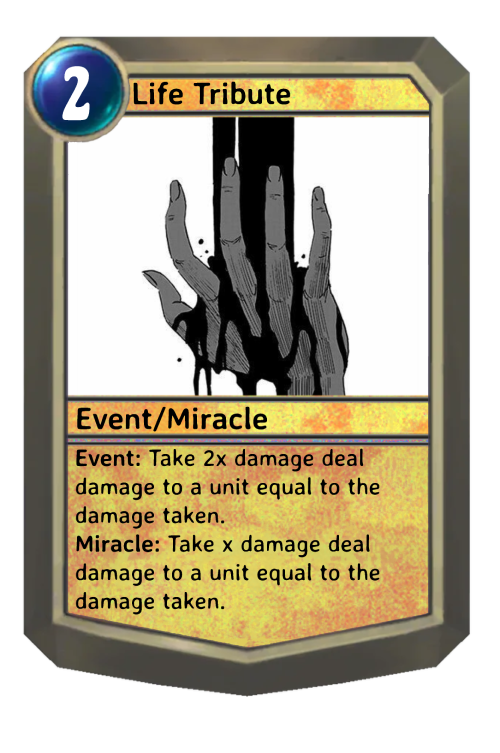 2
Life Tribute
Event/Miracle
Event: Take 2x damage deal
damage to a unit equal to the
damage taken.
Miracle: Take x damage deal
damage to a unit equal to the
damage taken.